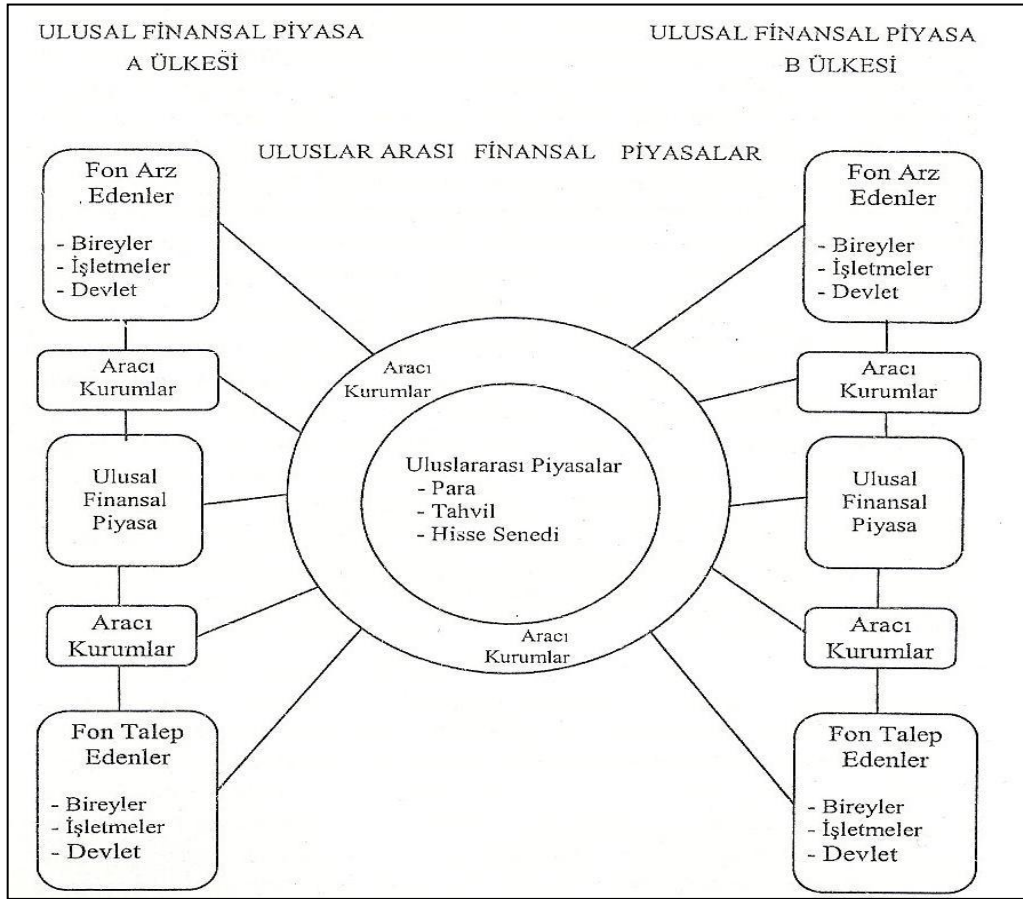 ULUSAL FİNANSAL PİYASA
A ÜLKESİ
ULUSAL FİNANSAL PİYASA
B ÜLKESİ
ULUSLAR ARASI FİNANSAL PİYASALAR
Fon Arz
Edenler
- Bireyler
- İşletmeler
- Devlet
Aracı
Kurumlar
Ulusal
Finansal
Piyasa
Aracı
Kurumlar
Fon Talep
Edenler
- Bireyler
- İşletmeler
- Devlet
Aracı
Kurumlar
Uluslararası Piyasalar
- Para
- Tahvil
- Hisse Senedi
Aracı
Kurumlar
Fon Arz
Edenler
- Bireyler
- İşletmeler
- Devlet
Aracı
Kurumlar
Ulusal
Finansal
Piyasa
Aracı
Kurumlar
Fon Talep
Edenler
- Bireyler
- İşletmeler
- Devlet